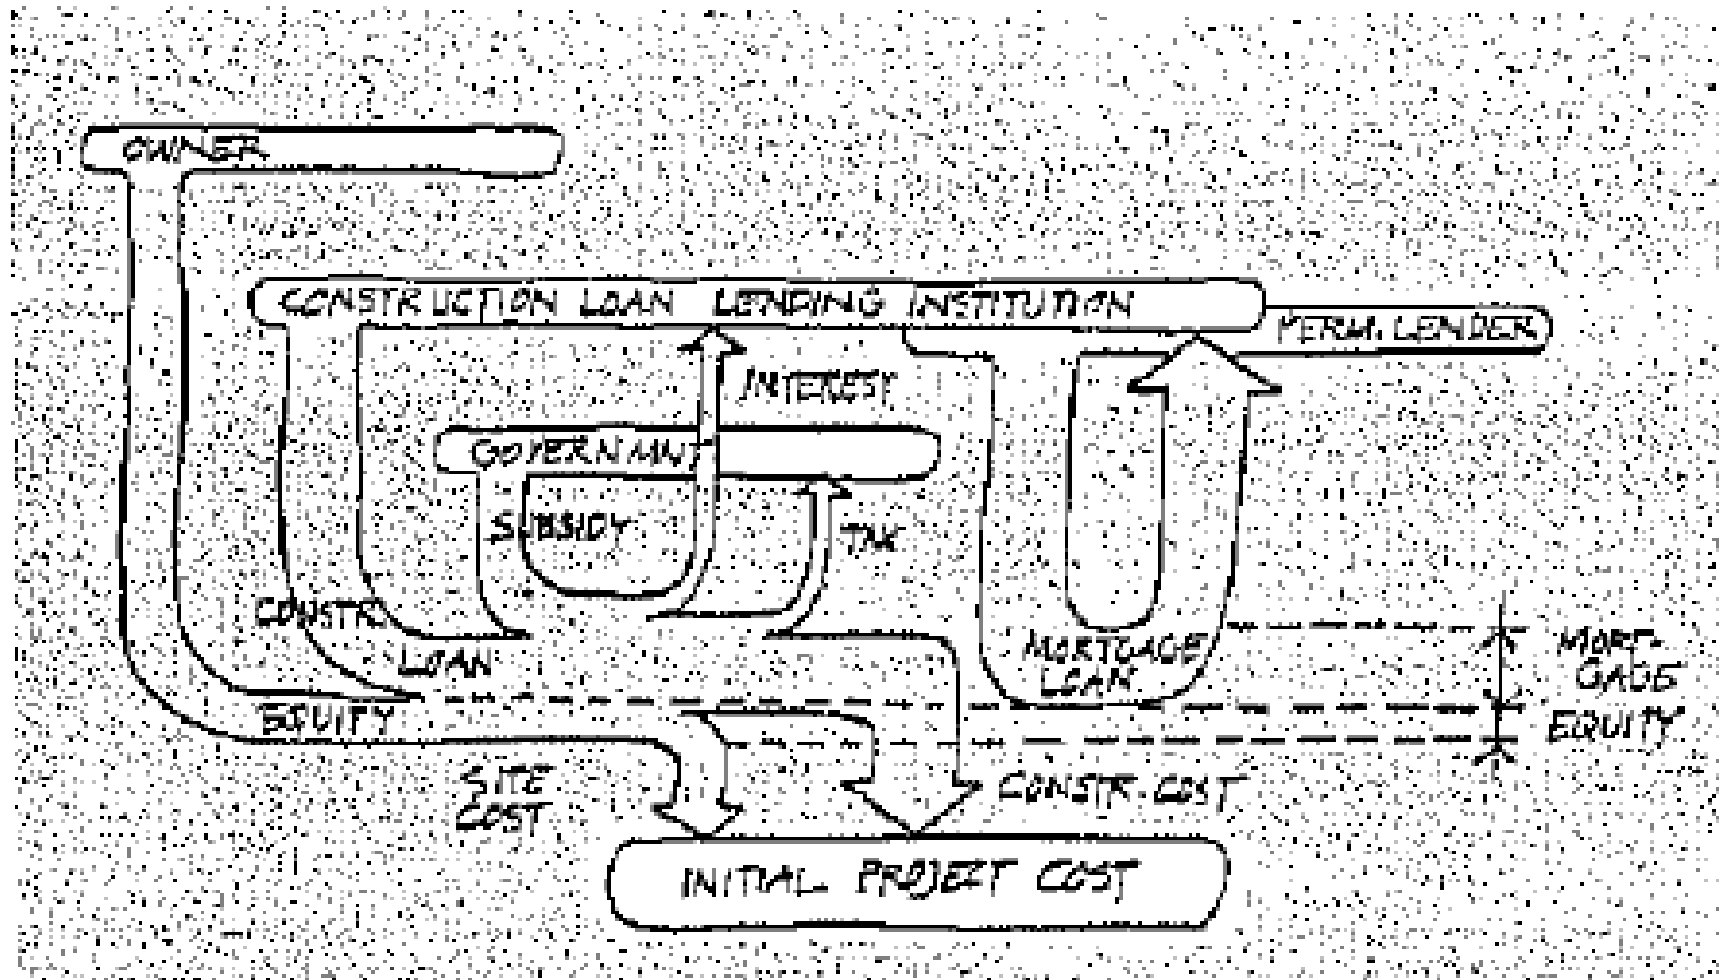 OWNER
CONSTRUCTION LOAN LENDING INSTITUTION
PERM. LENDER
INTEREST
GOVERNMNT
SUBSIDY
TAX
CONSTR.
LOAN
MORTGAGE
LOAN
MORT-
GAGE
EQUITY
EQUITY
SITE
COST
CONSTR. COST
INITIAL PROJECT COST